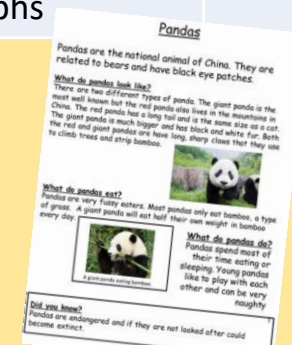 phs
Pandas
Pandas are the national animal of China. They are
related to bears and have black eye patches.
What do pandas look like?
There are two different types of panda. The giant panda is the
most well known but the red panda also lives in the mountains in
China. The red panda has a long tail and is the same size as a cat.
The giant panda is much bigger and has black and white fur. Both
the red and giant pandas are have long, sharp claws that they use
to climb trees and strip bamboo.
What do pandas eat?
Pandas are very fussy eaters. Most pandas only eat bamboo, a type
of grass. A giant panda will eat half their own weight in bamboo
every day.
A giant panda eating bamboo.
What do pandas do?
Pandas spend most of
their time eating or
sleeping. Young pandas
like to play with each
other and can be very
naughty
Did you know?
Pandas are endangered and if they are not looked after could
become extinct.